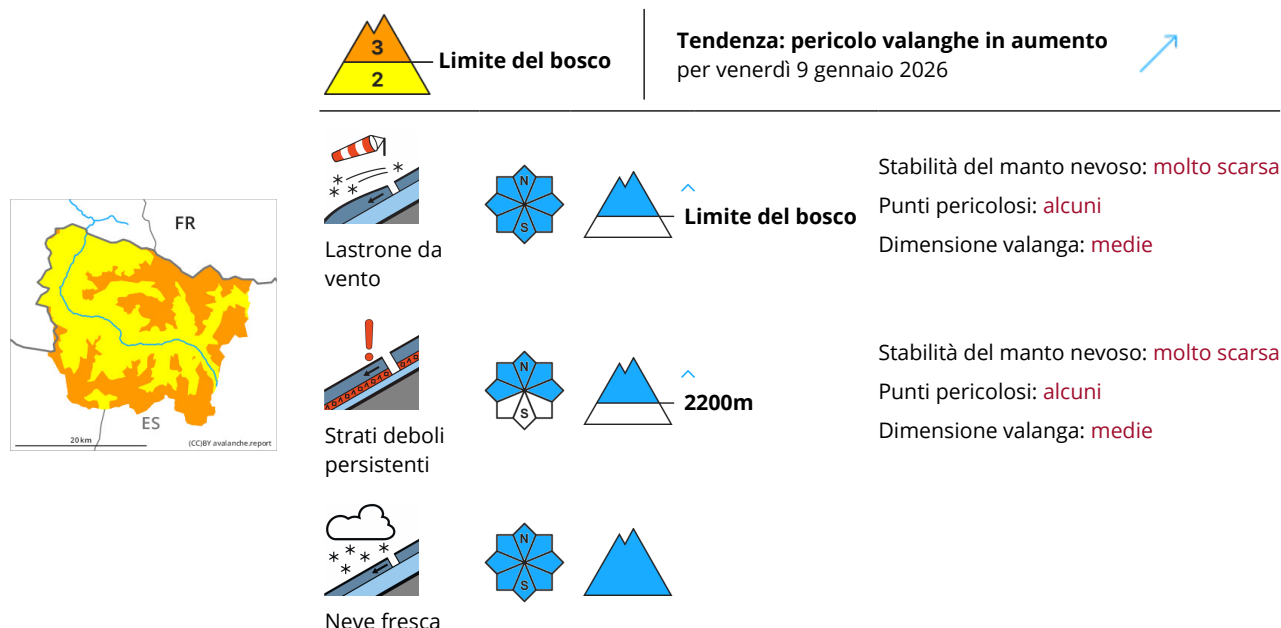 3
2
Limite del bosco
Tendenza: pericolo valanghe in aumento
per venerdì 9 gennaio 2026
FR
ES
20 km
(CC)BY avalanche.report
N
S
Lastrone da
vento
Limite del bosco
Stabilità del manto nevoso: molto scarsa
Punti pericolosi: alcuni
Dimensione valanga: medie
N
S
Strati deboli
persistenti
2200m
Stabilità del manto nevoso: molto scarsa
Punti pericolosi: alcuni
Dimensione valanga: medie
N
S
Neve fresca